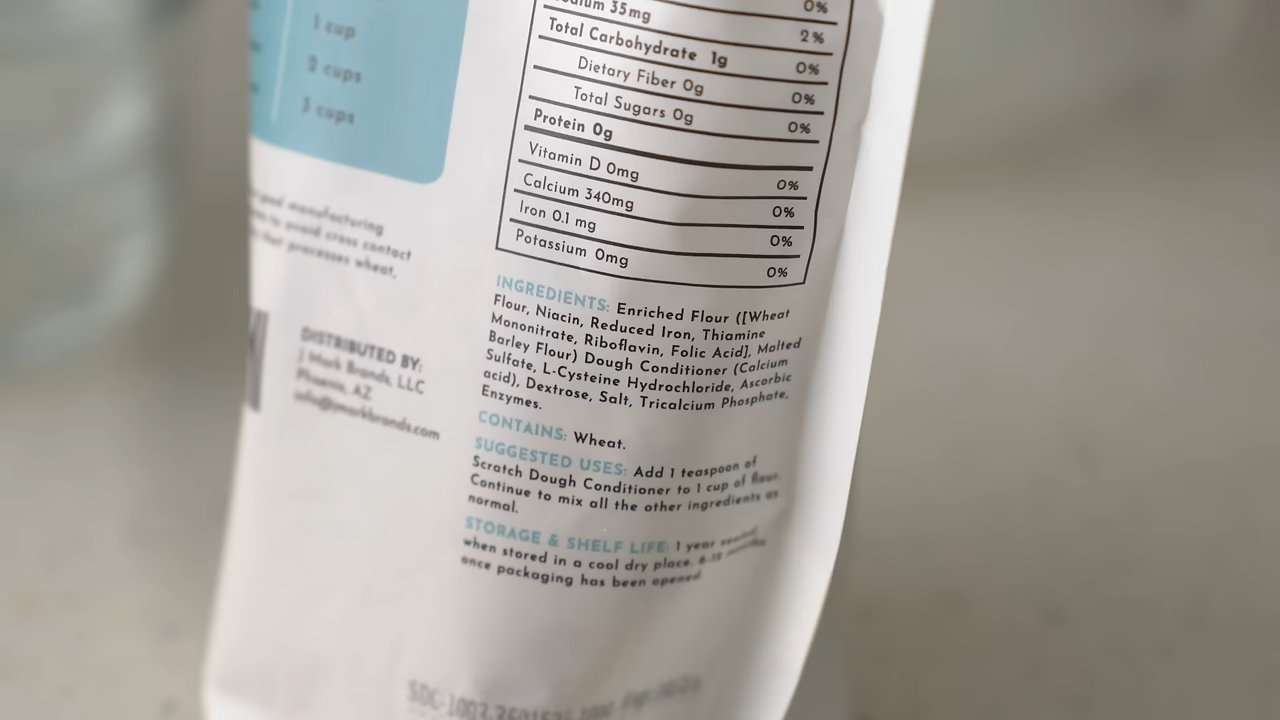 1 cup
2 cups
3 cups
good manufacturing
to avoid cross contact
that processes wheat,
DISTRIBUTED BY:
J Mark Brands, LLC
Phoenix, AZ
info@jmarkbrands.com
0%
35mg 2%
Total Carbohydrate 1g 0%
Dietary Fiber 0g 0%
Total Sugars 0g 0%
Protein 0g
Vitamin D 0mg 0%
Calcium 340mg 0%
Iron 0.1 mg 0%
Potassium 0mg 0%
INGREDIENTS: Enriched Flour ([Wheat
Flour, Niacin, Reduced Iron, Thiamine
Mononitrate, Riboflavin, Folic Acid], Malted
Barley Flour) Dough Conditioner (Calcium
Sulfate, L-Cysteine Hydrochloride, Ascorbic
acid), Dextrose, Salt, Tricalcium Phosphate,
Enzymes.
CONTAINS: Wheat.
SUGGESTED USES: Add 1 teaspoon of
Scratch Dough Conditioner to 1 cup of flour.
Continue to mix all the other ingredients as
normal.
STORAGE & SHELF LIFE: 1 year sealed
when stored in a cool dry place. 6-12 months
once packaging has been opened.